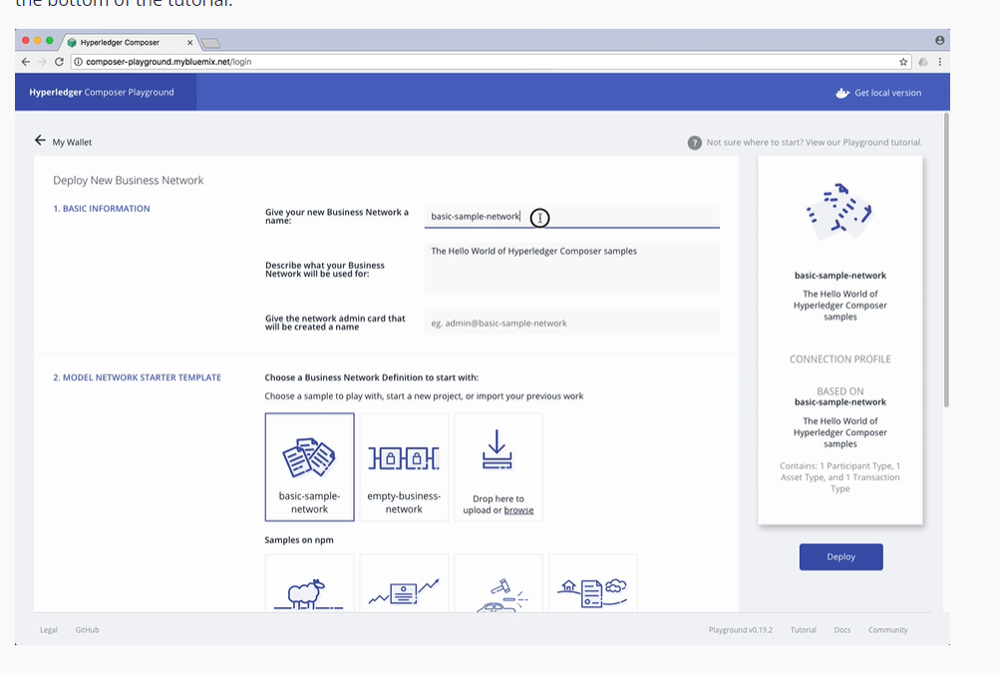 the bottom of the tutorial.
Hyperledger Composer
composer-playground.mybluemix.net/login
Hyperledger Composer Playground
Get local version
My Wallet
Not sure where to start? View our Playground tutorial.
Deploy New Business Network
1. BASIC INFORMATION
Give your new Business Network a
name:
basic-sample-network
Describe what your Business
Network will be used for:
The Hello World of Hyperledger Composer samples
Give the network admin card that
will be created a name
eg. admin@basic-sample-network
2. MODEL NETWORK STARTER TEMPLATE
Choose a Business Network Definition to start with:
Choose a sample to play with, start a new project, or import your previous work
basic-sample-
network
empty-business-
network
Drop here to
upload or browse
Samples on npm
basic-sample-network
The Hello World of
Hyperledger Composer
samples
CONNECTION PROFILE
BASED ON
basic-sample-network
The Hello World of
Hyperledger Composer
samples
Contains: 1 Participant Type, 1
Asset Type, and 1 Transaction
Type
Deploy
Legal
GitHub
Playground v0.19.2
Tutorial
Docs
Community